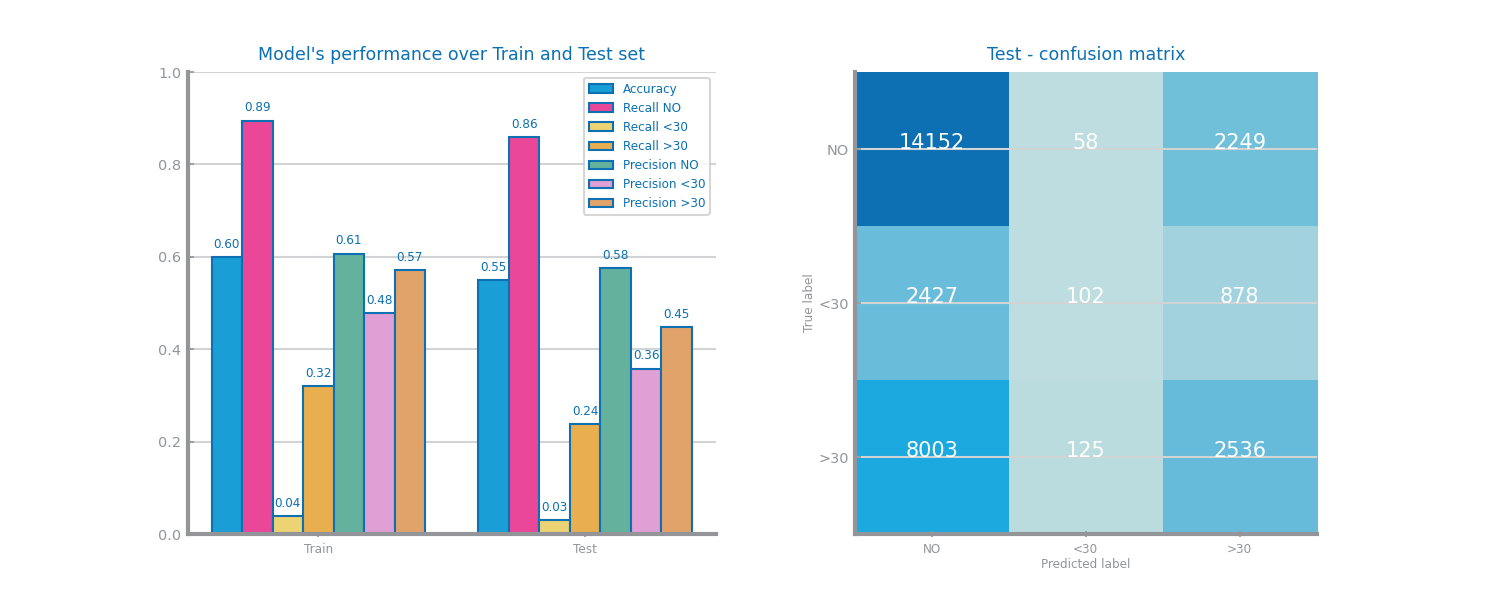 Model's performance over Train and Test set
1.0
0.8
0.6
0.4
0.2
0.0
0.60
0.89
0.04
0.32
0.61
0.48
0.57
0.55
0.86
0.03
0.24
0.58
0.36
0.45
Accuracy
Recall NO
Recall <30
Recall >30
Precision NO
Precision <30
Precision >30
Train
Test
Test - confusion matrix
True label
NO
14152
58
2249
<30
2427
102
878
>30
8003
125
2536
NO
<30
>30
Predicted label